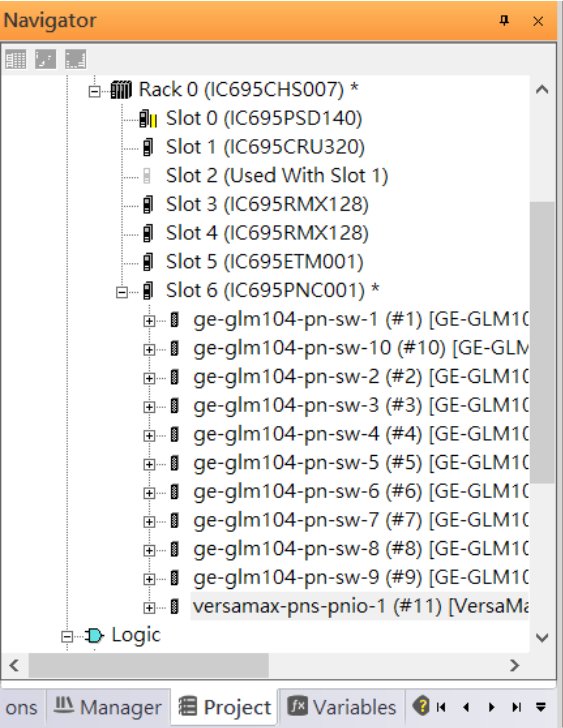 Navigator
Rack 0 (IC695CHS007) *
Slot 0 (IC695PSD140)
Slot 1 (IC695CRU320)
Slot 2 (Used With Slot 1)
Slot 3 (IC695RMX128)
Slot 4 (IC695RMX128)
Slot 5 (IC695ETM001)
Slot 6 (IC695PNC001) *
ge-glm104-pn-sw-1 (#1) [GE-GLM10
ge-glm104-pn-sw-10 (#10) [GE-GLM
ge-glm104-pn-sw-2 (#2) [GE-GLM10
ge-glm104-pn-sw-3 (#3) [GE-GLM10
ge-glm104-pn-sw-4 (#4) [GE-GLM10
ge-glm104-pn-sw-5 (#5) [GE-GLM10
ge-glm104-pn-sw-6 (#6) [GE-GLM10
ge-glm104-pn-sw-7 (#7) [GE-GLM10
ge-glm104-pn-sw-8 (#8) [GE-GLM10
ge-glm104-pn-sw-9 (#9) [GE-GLM10
versamax-pns-pnio-1 (#11) [VersaMa
Logic
ons Manager Project Variables